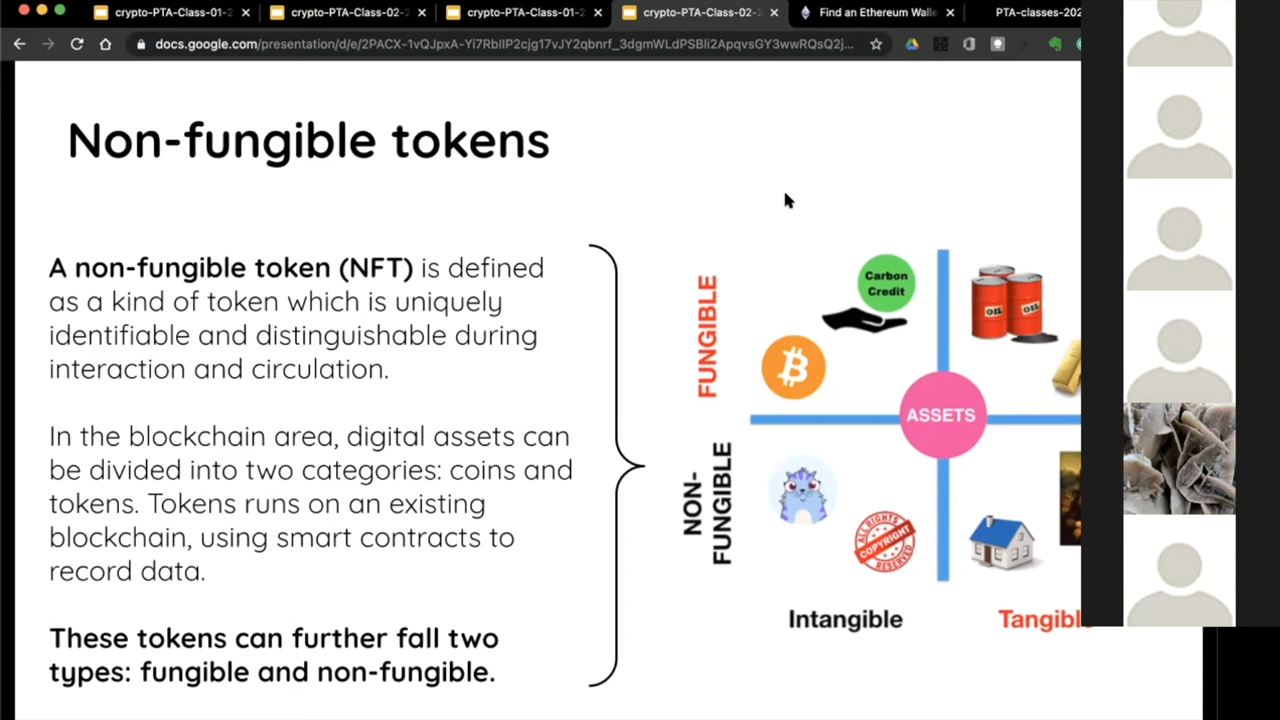 crypto-PTA-Class-01-2
crypto-PTA-Class-02-2
crypto-PTA-Class-01-2
crypto-PTA-Class-02-2
Find an Ethereum Walle
PTA-classes-202
docs.google.com/presentation/d/e/2PACX-1vQJpxA-Yi7RbIIP2cjg17vJY2qbnrf_3dgmWLdPSBli2ApqvsGY3wwRQsQ2j...
Non-fungible tokens
A non-fungible token (NFT) is defined
as a kind of token which is uniquely
identifiable and distinguishable during
interaction and circulation.
In the blockchain area, digital assets can
be divided into two categories: coins and
tokens. Tokens runs on an existing
blockchain, using smart contracts to
record data.
These tokens can further fall two
types: fungible and non-fungible.
FUNGIBLE
Carbon
Credit
OIL
OIL
ASSETS
NON-
FUNGIBLE
ALL RIGHTS
COPYRIGHT
RESERVED
Intangible
Tangibl